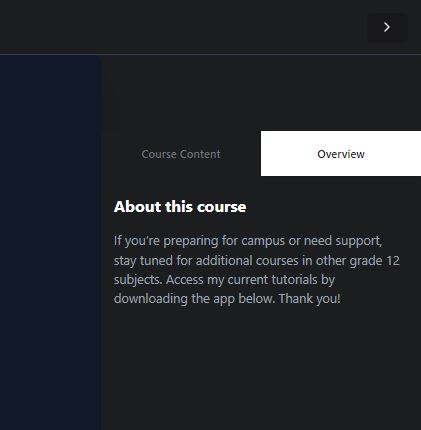 Course Content
Overview
About this course
If you're preparing for campus or need support,
stay tuned for additional courses in other grade 12
subjects. Access my current tutorials by
downloading the app below. Thank you!